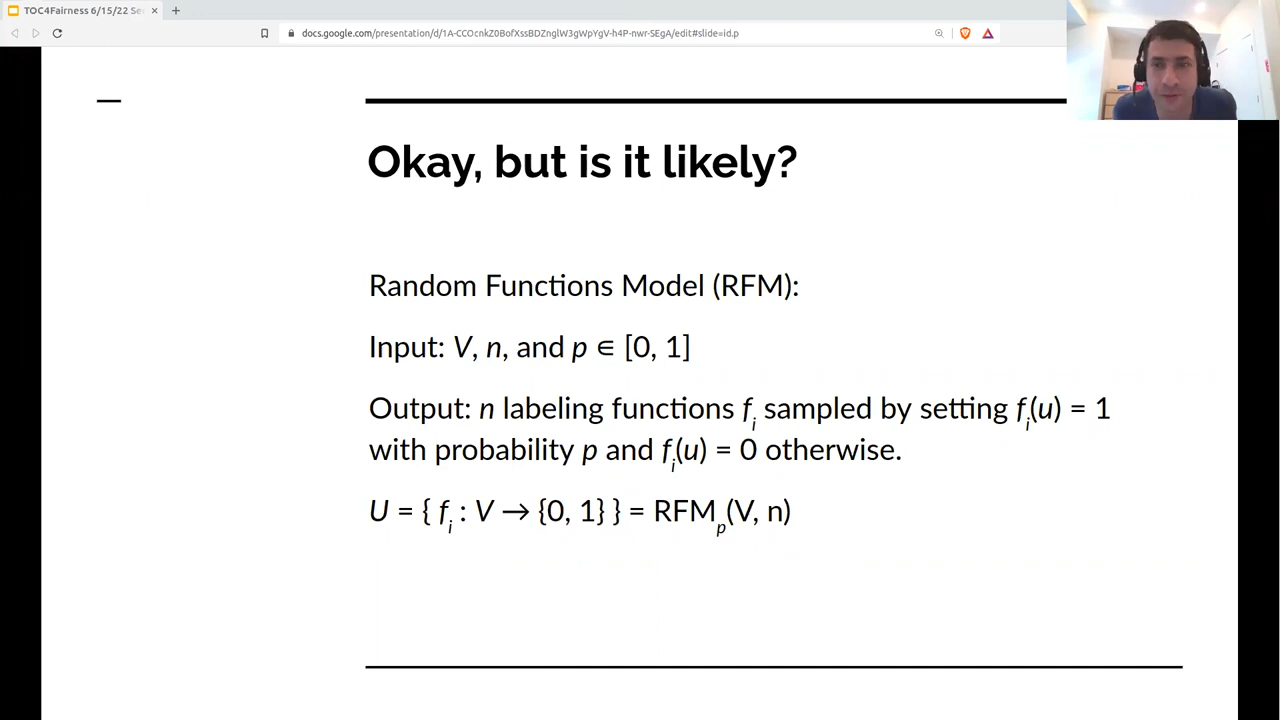 TOC4Fairness 6/15/22 Se
docs.google.com/presentation/d/1A-CCOcnkZ0BofXssBDZnglW3gWpYgV-h4P-nwr-SEgA/edit#slide=id.p
Okay, but is it likely?
Random Functions Model (RFM):
Input: V, n, and p ∈ [0, 1]
Output: n labeling functions fᵢ sampled by setting fᵢ(u) = 1
with probability p and fᵢ(u) = 0 otherwise.
U = { fᵢ : V → {0, 1} } = RFMₚ(V, n)